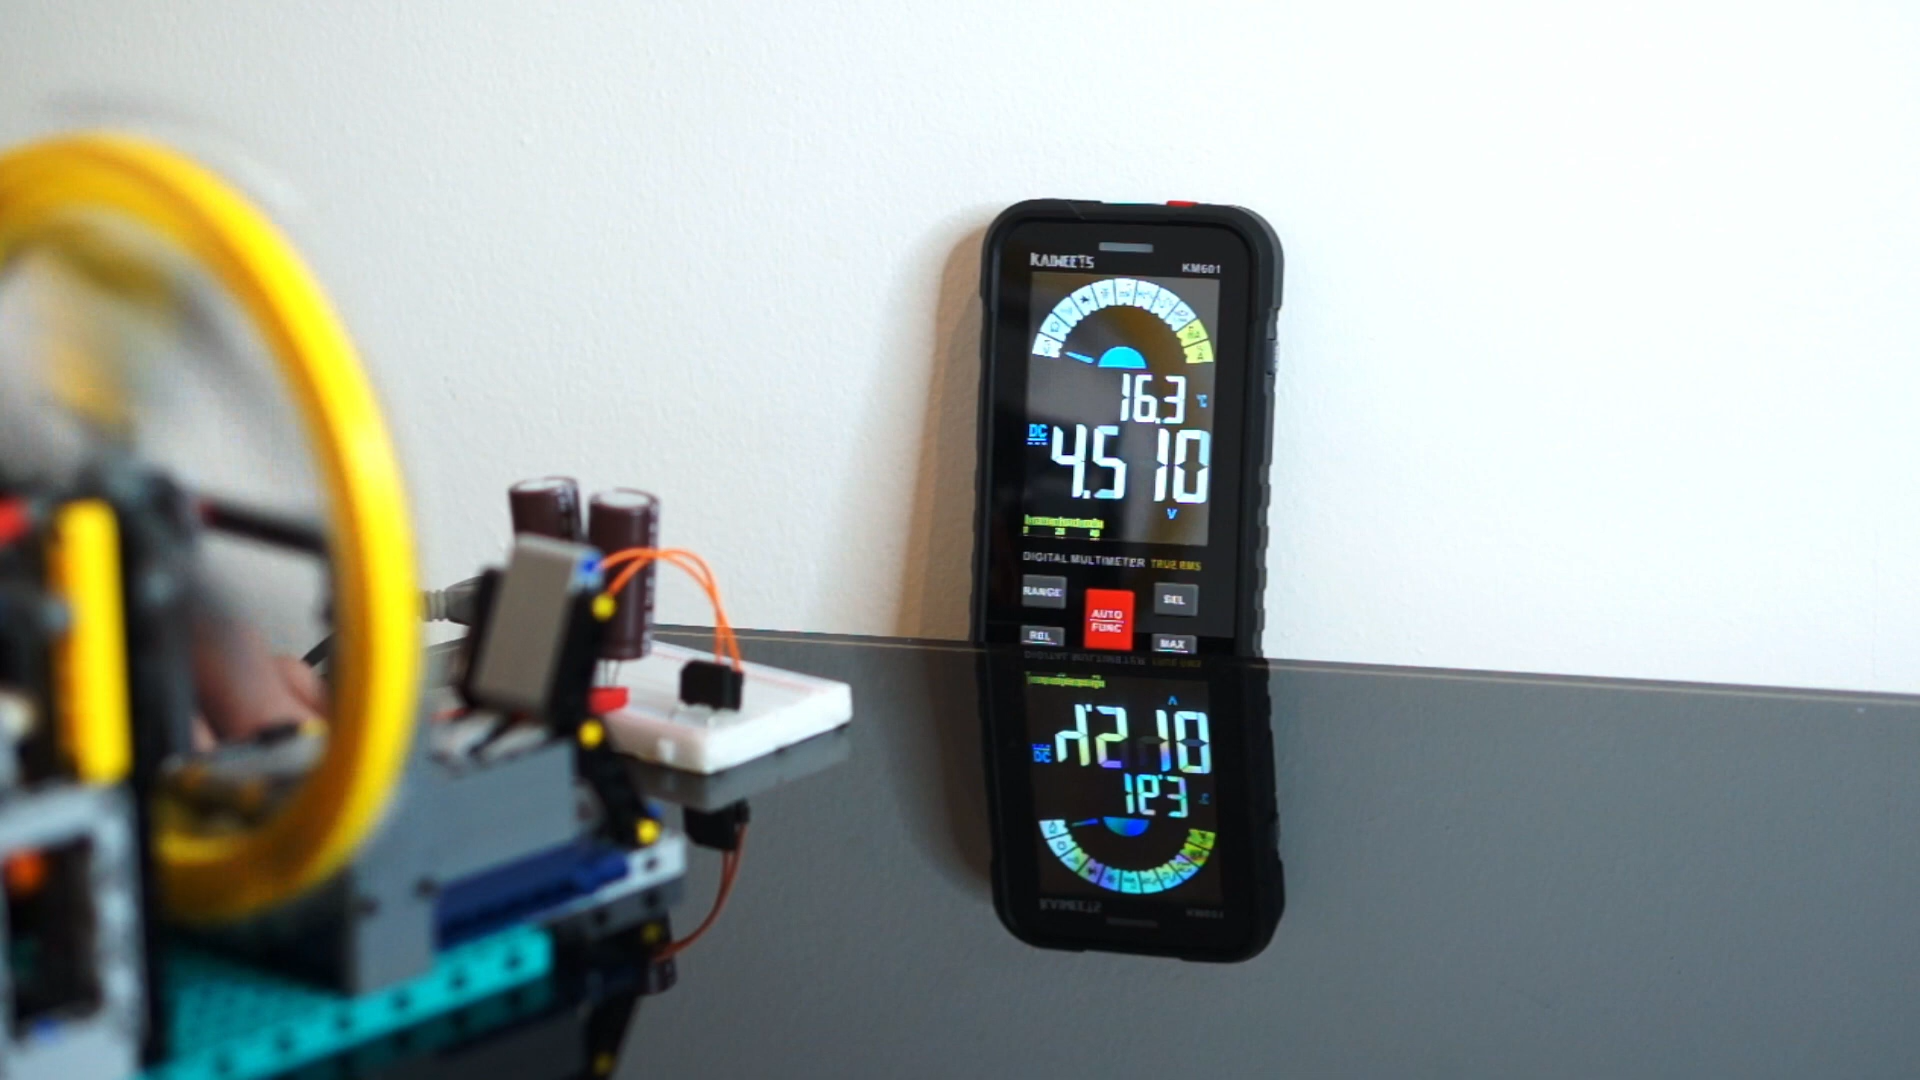 KAIWEETS
KM601
16.3 °C
DC 4.510
V
DIGITAL MULTIMETER TRUE RMS
RANGE
SEL
AUTO
FUNC
REL
MAX